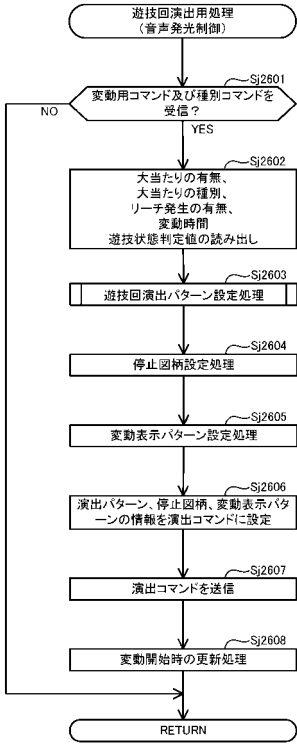 遊技回演出用処理
（音声発光制御）
Sj2601
変動用コマンド及び種別コマンドを
受信？
NO
YES
Sj2602
大当たりの有無、
大当たりの種別、
リーチ発生の有無、
変動時間
遊技状態判定値の読み出し
Sj2603
遊技回演出パターン設定処理
Sj2604
停止図柄設定処理
Sj2605
変動表示パターン設定処理
Sj2606
演出パターン、停止図柄、変動表示パタ
ーンの情報を演出コマンドに設定
Sj2607
演出コマンドを送信
Sj2608
変動開始時の更新処理
RETURN